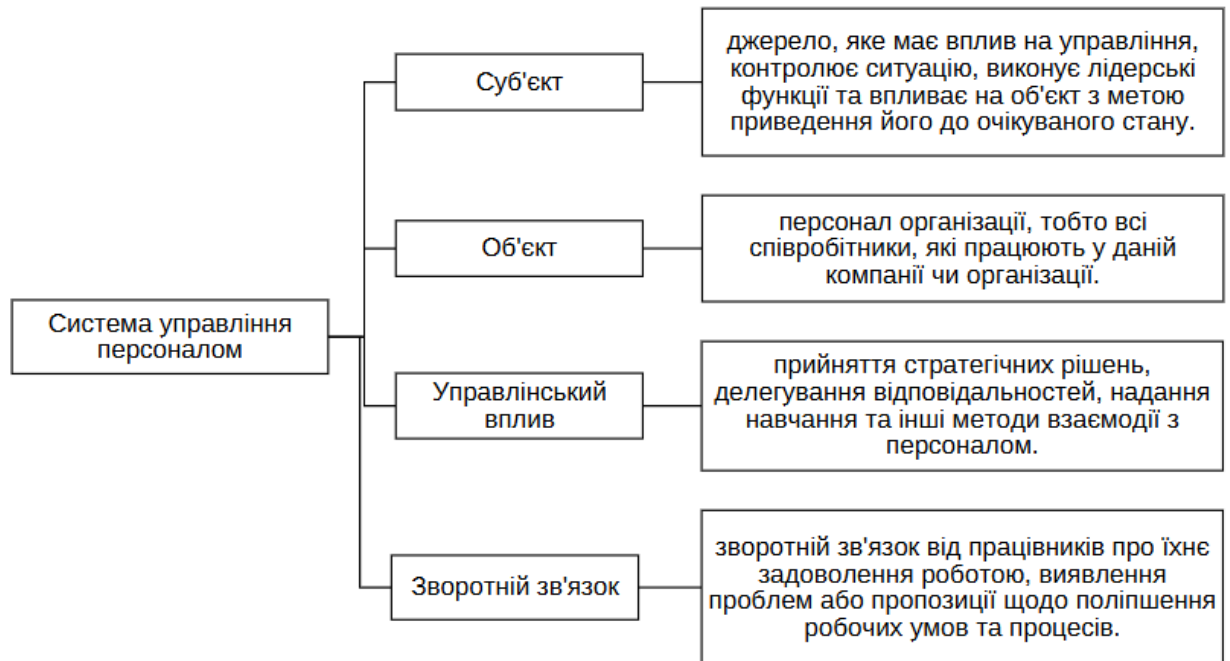 Система управління
персоналом
Суб'єкт
джерело, яке має вплив на управління,
контролює ситуацію, виконує лідерські
функції та впливає на об'єкт з метою
приведення його до очікуваного стану.
Об'єкт
персонал організації, тобто всі
співробітники, які працюють у даній
компанії чи організації.
Управлінський
вплив
прийняття стратегічних рішень,
делегування відповідальностей, надання
навчання та інші методи взаємодії з
персоналом.
Зворотній зв'язок
зворотній зв'язок від працівників про їхнє
задоволення роботою, виявлення
проблем або пропозиції щодо поліпшення
робочих умов та процесів.